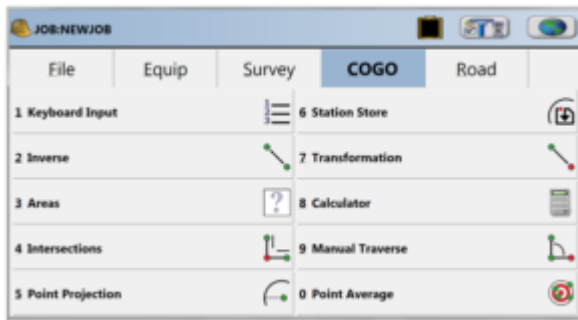 JOB:NEWJOB
File Equip Survey COGO Road
1 Keyboard Input 6 Station Store
2 Inverse 7 Transformation
3 Areas 8 Calculator
4 Intersections 9 Manual Traverse
5 Point Projection 0 Point Average